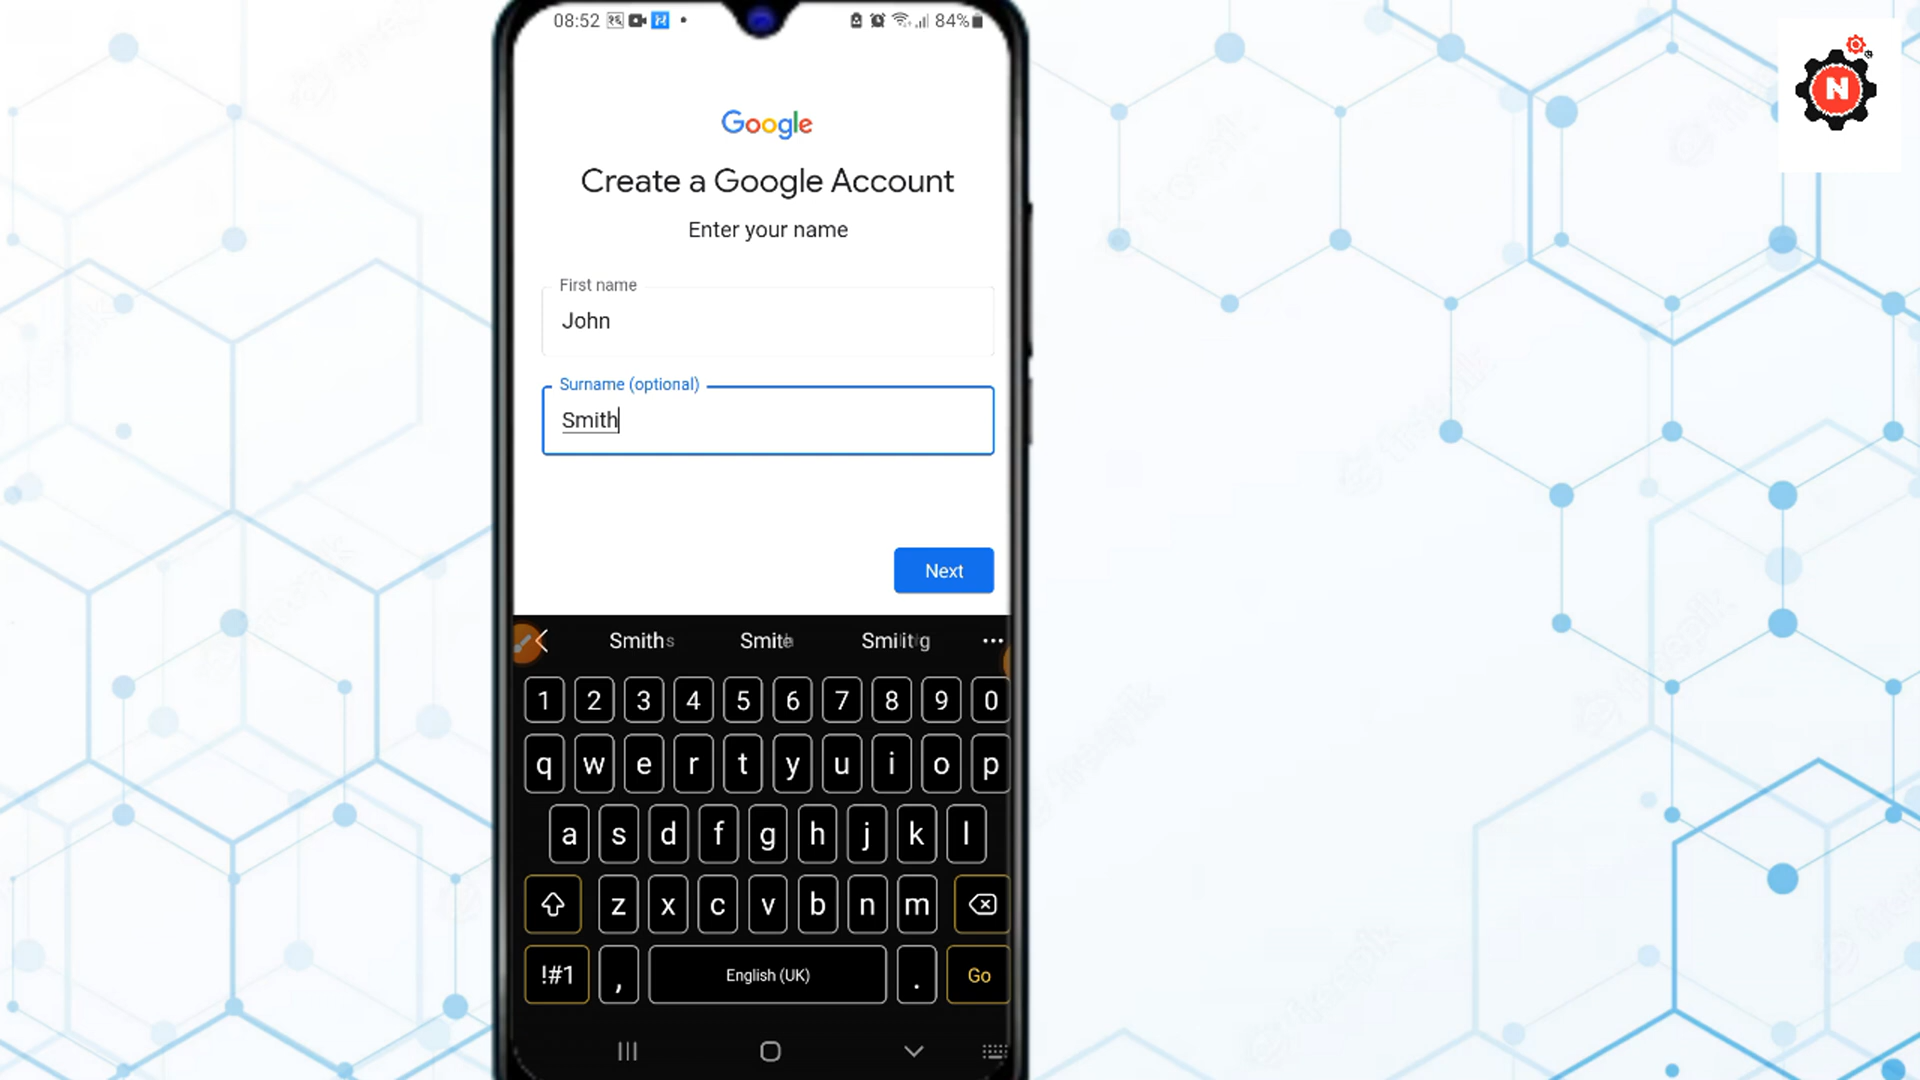 08:52
84%
N
Google
Create a Google Account
Enter your name
First name
John
Surname (optional)
Smith
Next
1 2 3 4 5 6 7 8 9 0
q w e r t y u i o p
a s d f g h j k l
z x c v b n m
!#1 , English (UK) . Go